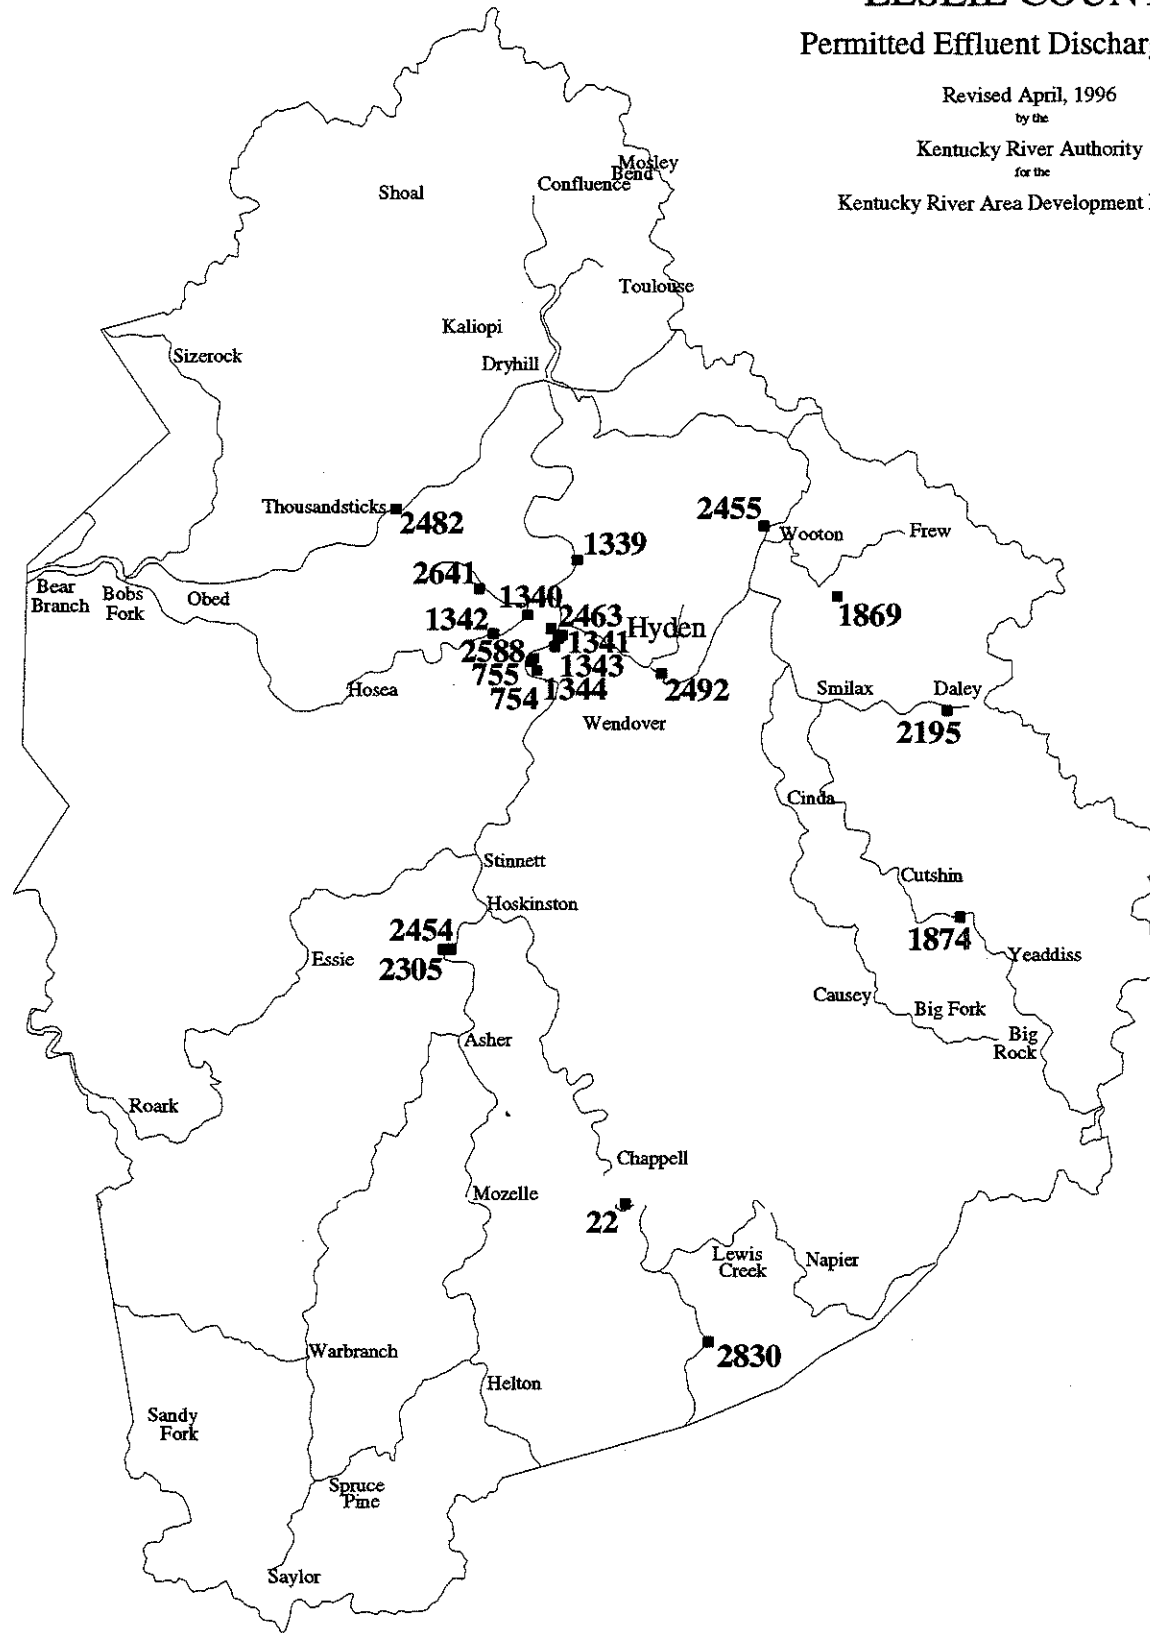 LESLIE COUNT
Permitted Effluent Discharg
Revised April, 1996
by the
Kentucky River Authority
for the
Kentucky River Area Development
Mosley
Bend
Confluence
Shoal
Toulouse
Kaliopi
Sizerock
Dryhill
Thousandsticks
2482
2455
Wooton
Frew
1339
2641
Bear
Branch
Bobs
Fork
Obed
1340
1869
1342
2463
Hyden
2588
1341
755
1343
754
1344
2492
Hosea
Smilax
Daley
Wendover
2195
Cinda
Stinnett
Cutshin
Hoskinston
2454
1874
Essie
2305
Yeaddiss
Causey
Big Fork
Big
Rock
Asher
Roark
Chappell
Mozelle
22
Lewis
Creek
Napier
Warbranch
2830
Helton
Sandy
Fork
Spruce
Pine
Saylor